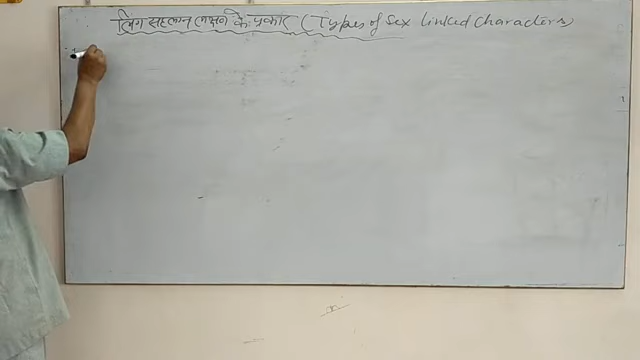 लिंग सहलग्न लक्षण के प्रकार (Types of Sex linked Characters)